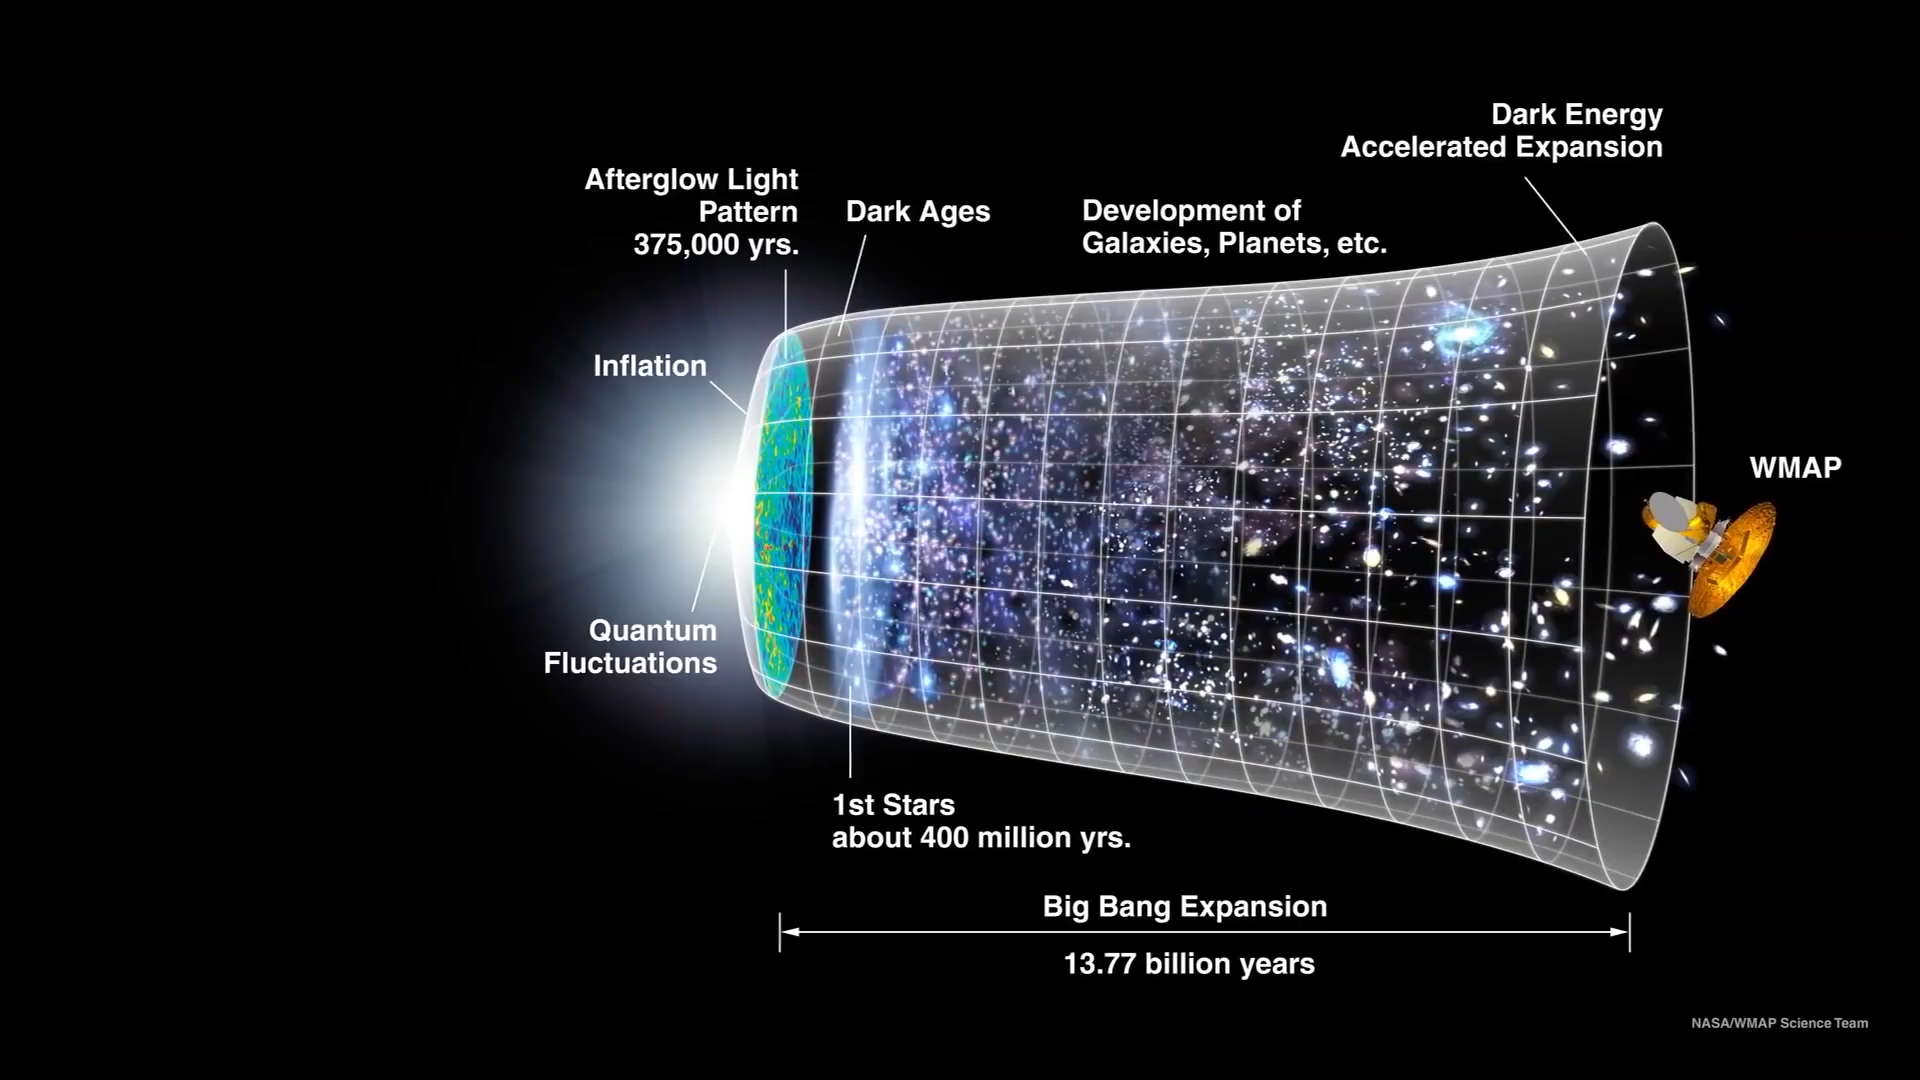 Dark Energy
Accelerated Expansion
Afterglow Light
Pattern
375,000 yrs.
Dark Ages
Development of
Galaxies, Planets, etc.
Inflation
WMAP
Quantum
Fluctuations
1st Stars
about 400 million yrs.
Big Bang Expansion
13.77 billion years
NASA/WMAP Science Team